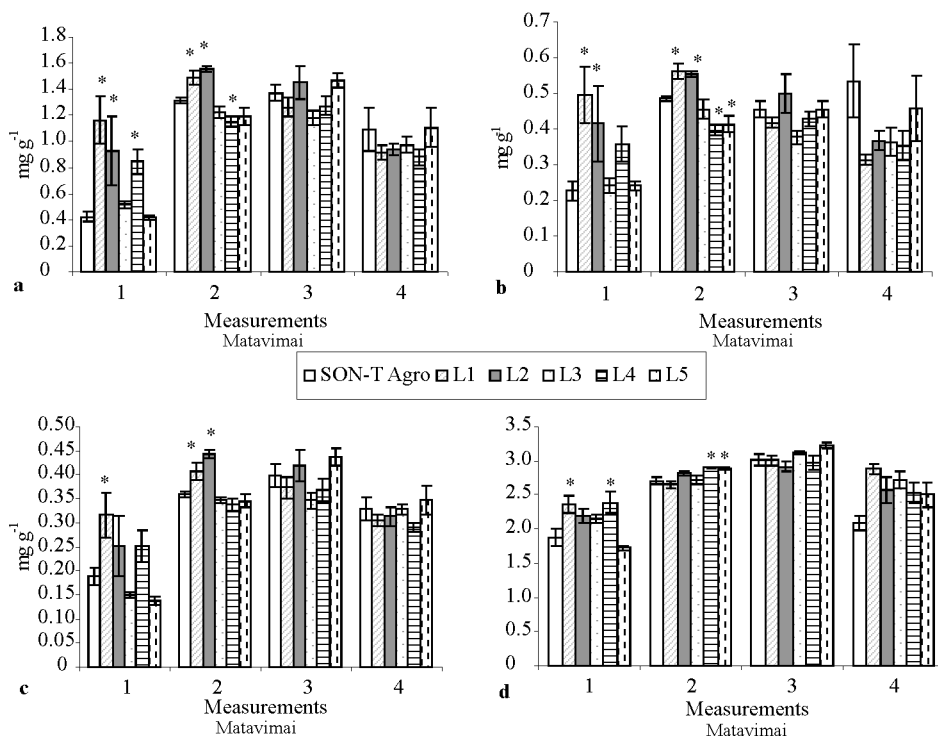 1.8
1.6
1.4
1.2
1.0
0.8
0.6
0.4
0.2
0
mg g-1
* * *
* * *
a
1 2 3 4
Measurements
Matavimai
0.7
0.6
0.5
0.4
0.3
0.2
0.1
0
mg g-1
* *
* * * *
b
1 2 3 4
Measurements
Matavimai
SON-T Agro L1 L2 L3 L4 L5
0.50
0.45
0.40
0.35
0.30
0.25
0.20
0.15
0.10
0.05
0
mg g-1
*
* *
c
1 2 3 4
Measurements
Matavimai
3.5
3.0
2.5
2.0
1.5
1.0
0.5
0
* *
* *
d
1 2 3 4
Measurements
Matavimai